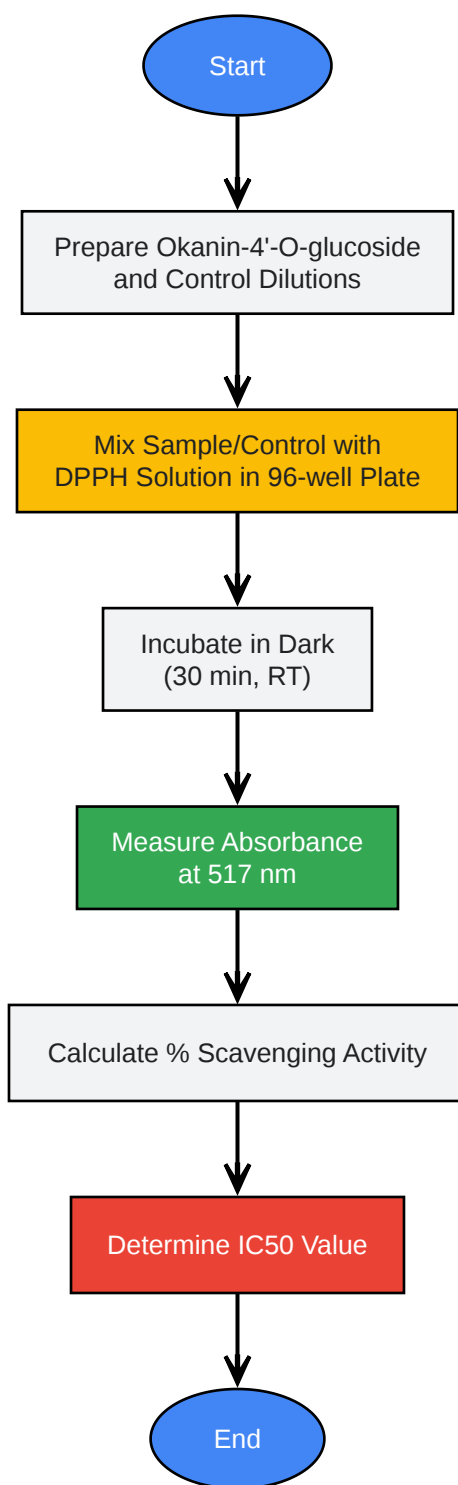 Start
Prepare Okanin-4'-O-glucoside
and Control Dilutions
Mix Sample/Control with
DPPH Solution in 96-well Plate
Incubate in Dark
(30 min, RT)
Measure Absorbance
at 517 nm
Calculate % Scavenging Activity
Determine IC50 Value
End